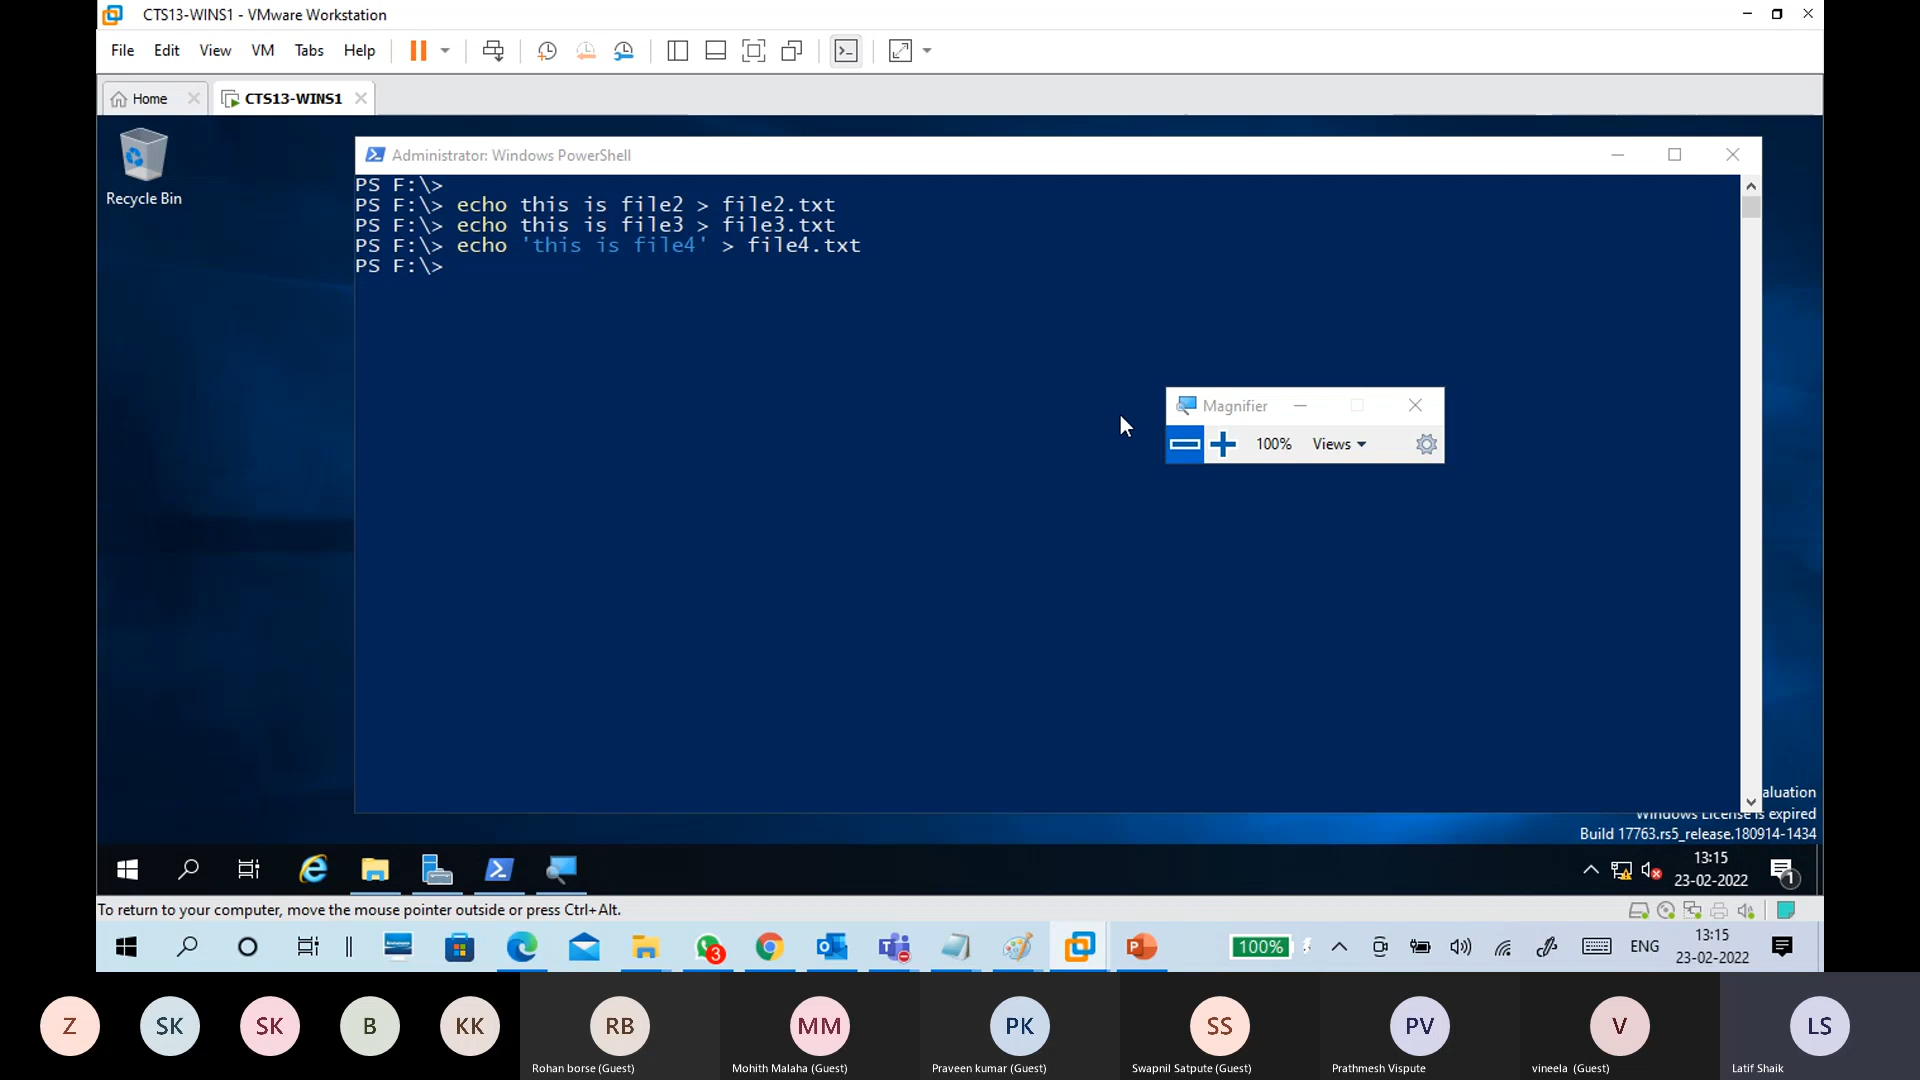 CTS13-WINS1 - VMware Workstation
File Edit View VM Tabs Help
Home CTS13-WINS1
Recycle Bin
Administrator: Windows PowerShell
PS F:\>
PS F:\> echo this is file2 > file2.txt
PS F:\> echo this is file3 > file3.txt
PS F:\> echo 'this is file4' > file4.txt
PS F:\>
Magnifier
100% Views
aluation
Windows License is expired
Build 17763.rs5_release.180914-1434
13:15
23-02-2022
1
To return to your computer, move the mouse pointer outside or press Ctrl+Alt.
3
100%
ENG
13:15
23-02-2022
Z SK SK B KK RB MM PK SS PV V LS
Rohan borse (Guest) Mohith Malaha (Guest) Praveen kumar (Guest) Swapnil Satpute (Guest) Prathmesh Vispute vineela (Guest) Latif Shaik